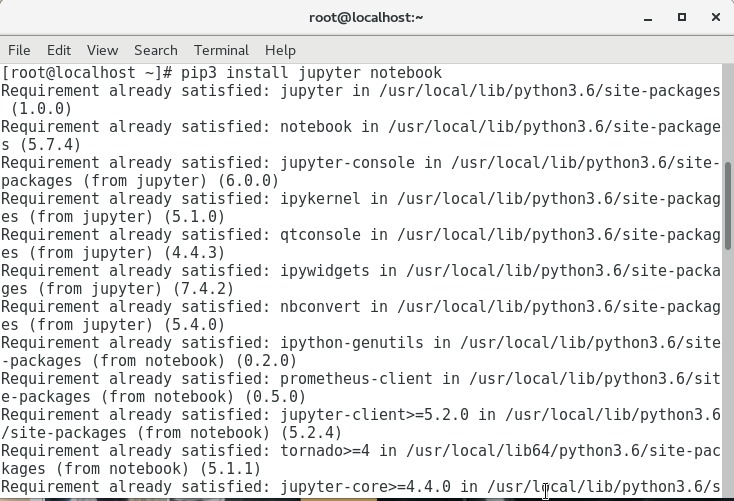 root@localhost:~
File Edit View Search Terminal Help
[root@localhost ~]# pip3 install jupyter notebook
Requirement already satisfied: jupyter in /usr/local/lib/python3.6/site-packages
 (1.0.0)
Requirement already satisfied: notebook in /usr/local/lib/python3.6/site-package
s (5.7.4)
Requirement already satisfied: jupyter-console in /usr/local/lib/python3.6/site-
packages (from jupyter) (6.0.0)
Requirement already satisfied: ipykernel in /usr/local/lib/python3.6/site-packag
es (from jupyter) (5.1.0)
Requirement already satisfied: qtconsole in /usr/local/lib/python3.6/site-packag
es (from jupyter) (4.4.3)
Requirement already satisfied: ipywidgets in /usr/local/lib/python3.6/site-packa
ges (from jupyter) (7.4.2)
Requirement already satisfied: nbconvert in /usr/local/lib/python3.6/site-packag
es (from jupyter) (5.4.0)
Requirement already satisfied: ipython-genutils in /usr/local/lib/python3.6/site
-packages (from notebook) (0.2.0)
Requirement already satisfied: prometheus-client in /usr/local/lib/python3.6/sit
e-packages (from notebook) (0.5.0)
Requirement already satisfied: jupyter-client>=5.2.0 in /usr/local/lib/python3.6
/site-packages (from notebook) (5.2.4)
Requirement already satisfied: tornado>=4 in /usr/local/lib64/python3.6/site-pac
kages (from notebook) (5.1.1)
Requirement already satisfied: jupyter-core>=4.4.0 in /usr/local/lib/python3.6/s